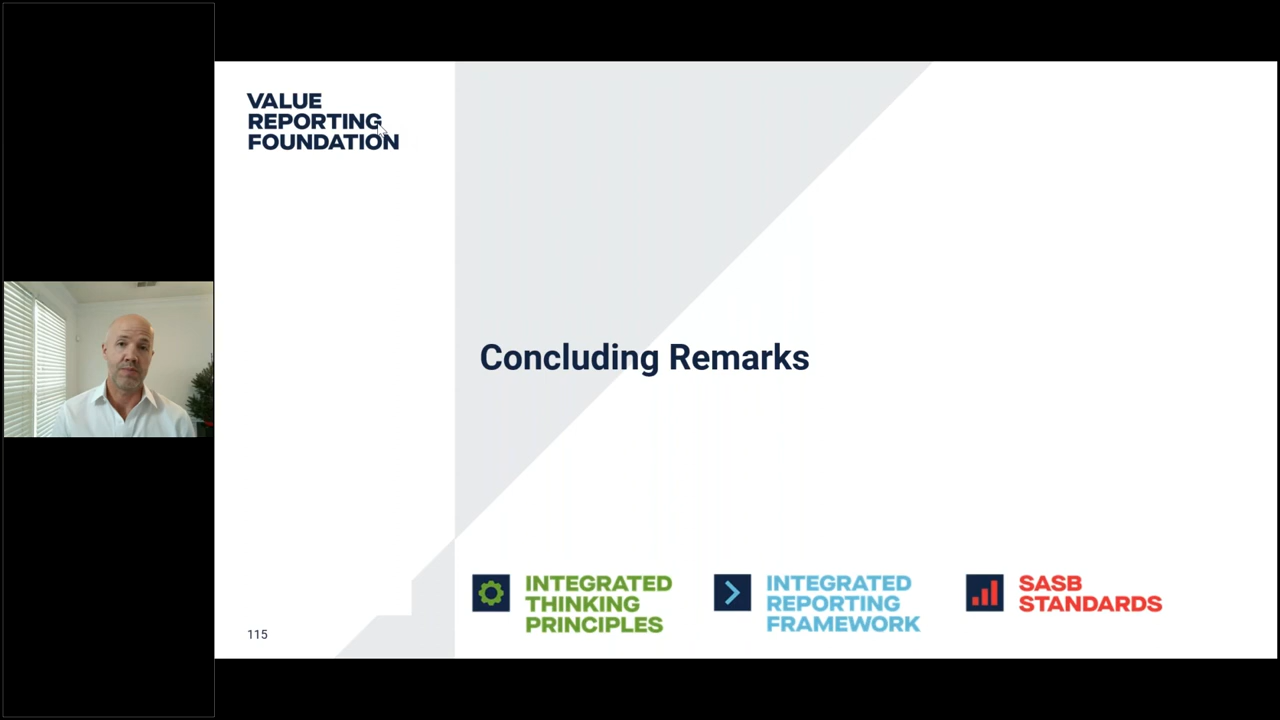 VALUE
REPORTING
FOUNDATION
Concluding Remarks
INTEGRATED
THINKING
PRINCIPLES
INTEGRATED
REPORTING
FRAMEWORK
SASB
STANDARDS
115